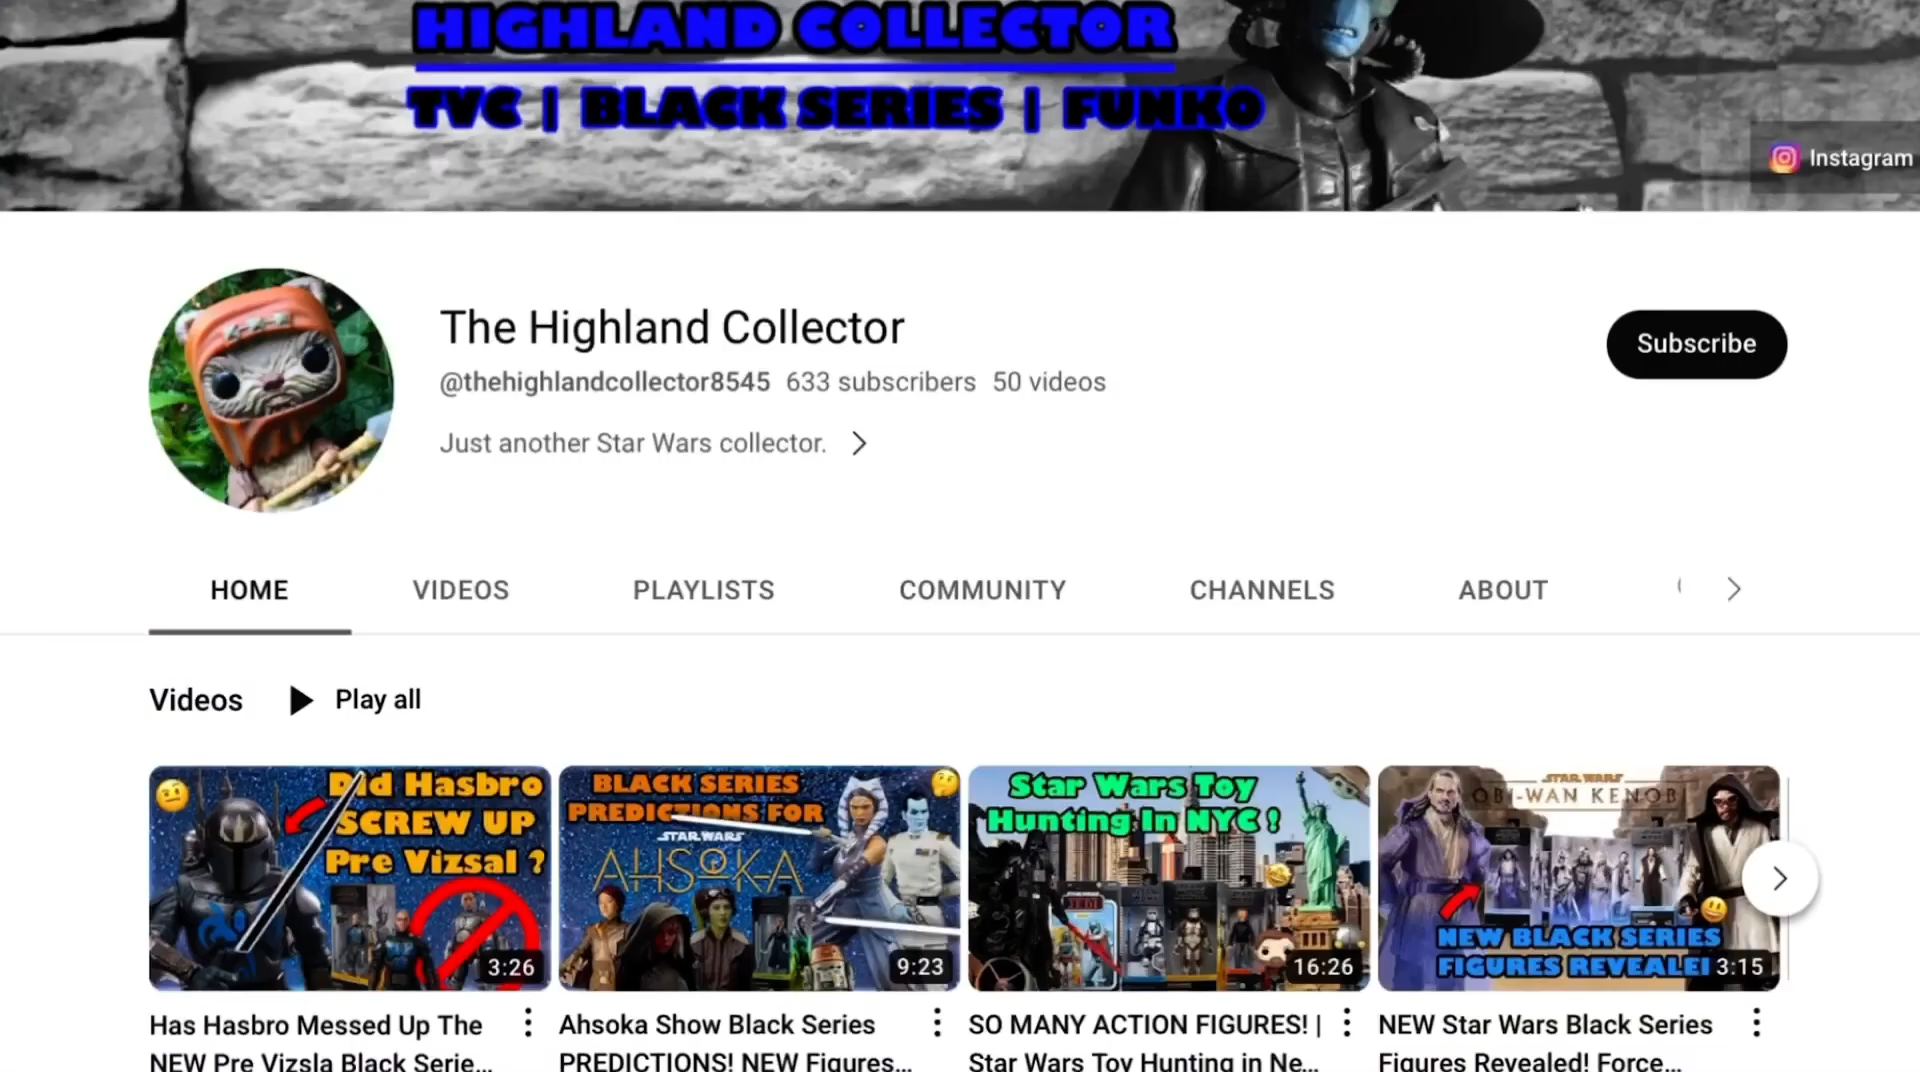 HIGHLAND COLLECTOR
TVC | BLACK SERIES | FUNKO
Instagram
The Highland Collector
@thehighlandcollector8545 633 subscribers 50 videos
Just another Star Wars collector.
Subscribe
HOME VIDEOS PLAYLISTS COMMUNITY CHANNELS ABOUT
Videos Play all
Did Hasbro
SCREW UP
Pre Vizsal ?
3:26
BLACK SERIES
PREDICTIONS FOR
STAR WARS
AHSOKA
9:23
Star Wars Toy
Hunting In NYC !
16:26
STAR WARS
OBI-WAN KENOBI
NEW BLACK SERIES
FIGURES REVEALE
3:15
Has Hasbro Messed Up The
NEW Pre Vizsla Black Serie...
Ahsoka Show Black Series
PREDICTIONS! NEW Figures...
SO MANY ACTION FIGURES! |
Star Wars Toy Hunting in Ne...
NEW Star Wars Black Series
Figures Revealed! Force...